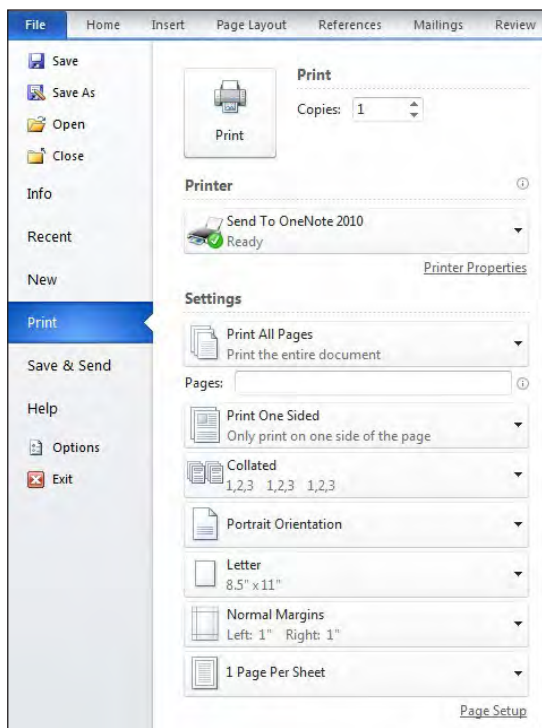 File Home Insert Page Layout References Mailings Review
Save
Save As
Open
Close
Info
Recent
New
Print
Save & Send
Help
Options
Exit
Print
Print
Copies: 1
Printer
Send To OneNote 2010
Ready
Printer Properties
Settings
Print All Pages
Print the entire document
Pages:
Print One Sided
Only print on one side of the page
Collated
1,2,3 1,2,3 1,2,3
Portrait Orientation
Letter
8.5" x 11"
Normal Margins
Left: 1" Right: 1"
1 Page Per Sheet
Page Setup